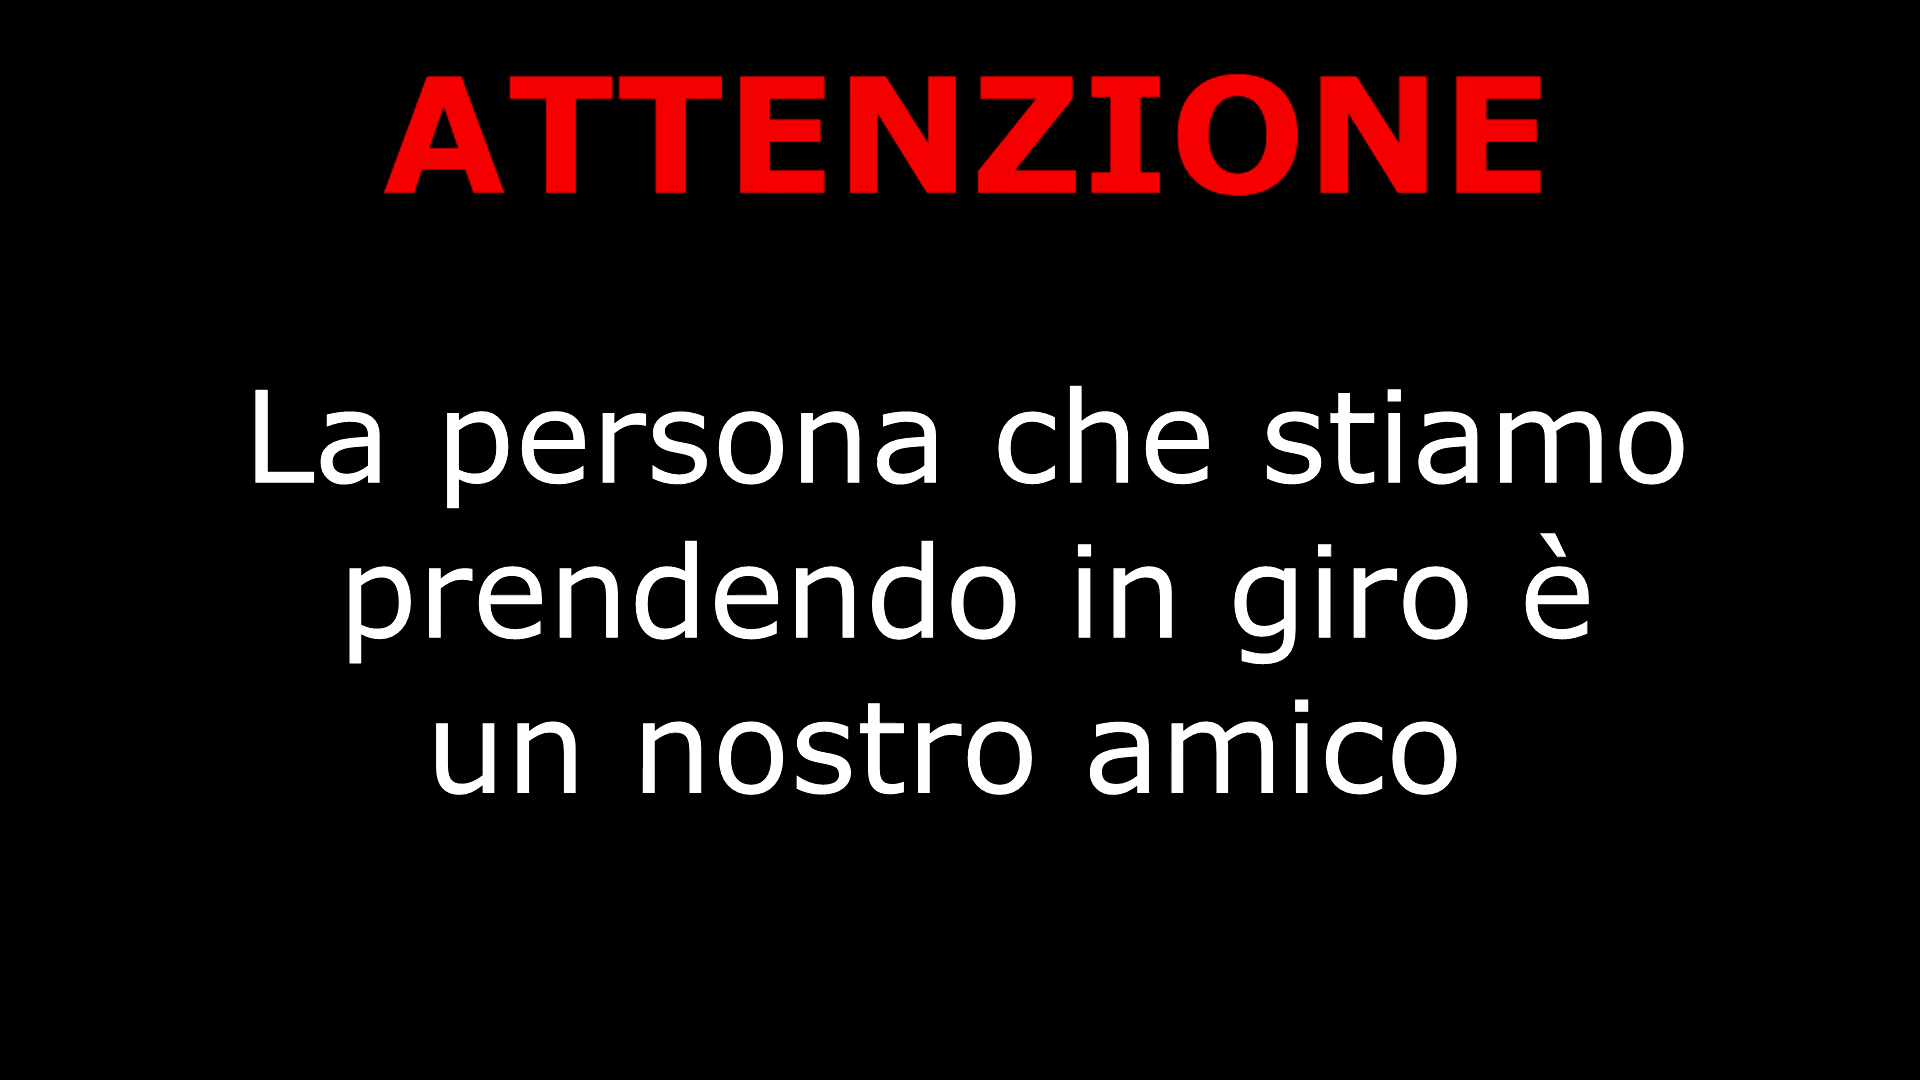 ATTENZIONE
La persona che stiamo
prendendo in giro è
un nostro amico